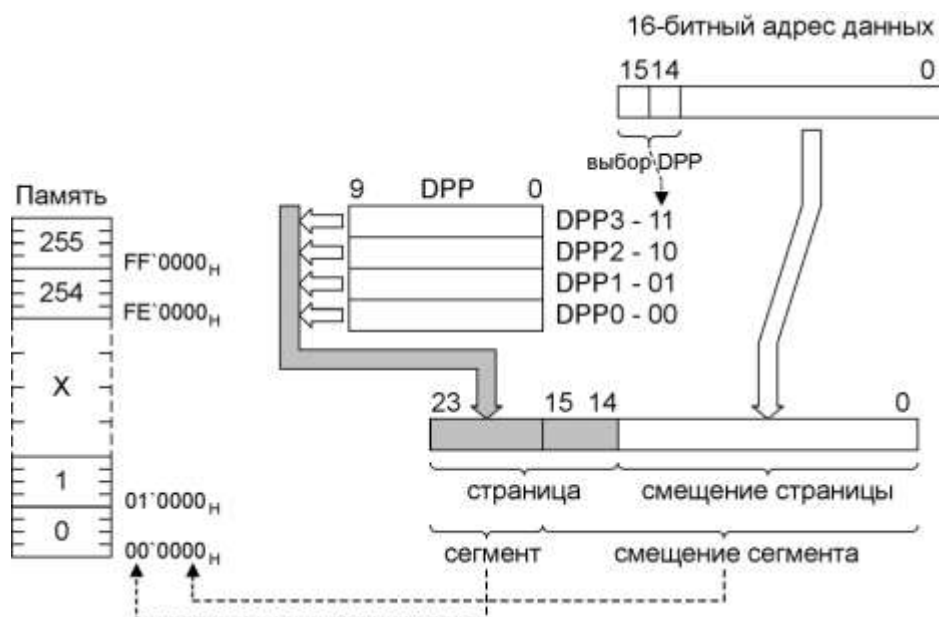 16-битный адрес данных
15 14 0
выбор DPP
Память
9 DPP 0
255
DPP3 - 11
FF`0000H
DPP2 - 10
254
DPP1 - 01
FE`0000H
DPP0 - 00
X
23 15 14 0
1
01`0000H
страница смещение страницы
0
00`0000H
сегмент смещение сегмента